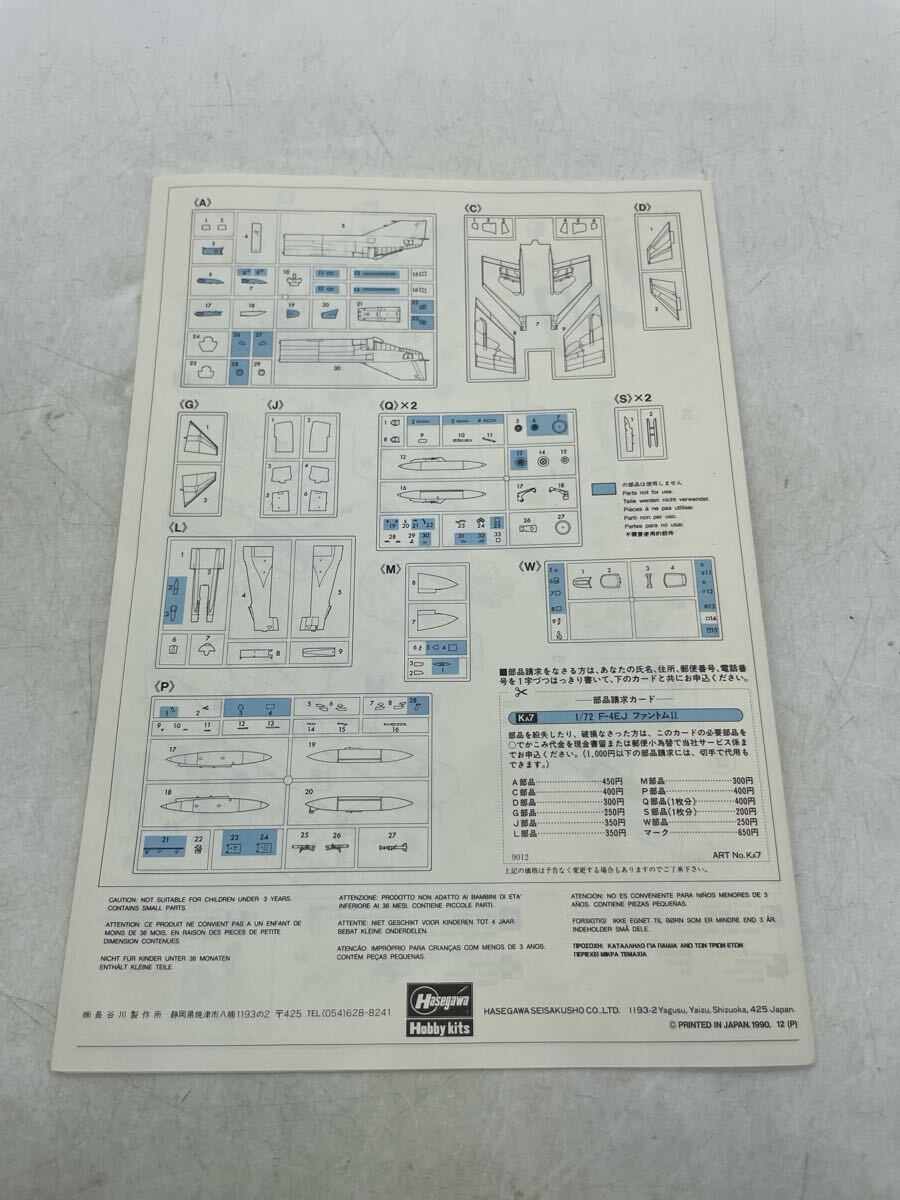 《A》
《C》
《D》
《G》
《J》
《Q》×2
《S》×2
の部品は使用しません
Parts not for use.
Teile werden nicht verwendet.
Pièces à ne pas utiliser.
Parti non per uso.
Partes para no usar.
不需要使用的部件
《L》
《M》
《W》
《P》
■部品請求をなさる方は、あなたの氏名、住所、郵便番号、電話番
号を1字づつはっきり書いて、下のカードと共にお申込ください。
部品請求カード
KA7 1/72 F-4EJ ファントムII
部品を紛失したり、破損なさった方は、このカードの必要部品を
○でかこみ代金を現金書留または郵便小為替で当社サービス係ま
でお申込ください。(1,000円以下の部品請求には、切手で代用も
できます。)
A部品 450円
C部品 400円
D部品 300円
G部品 250円
J部品 350円
L部品 350円
M部品 300円
P部品 400円
Q部品(1枚分) 400円
S部品(1枚分) 200円
W部品 250円
マーク 650円
9012
ART No.KA7
上記の価格は予告なく変更する場合もありますのでご了承下さい。
CAUTION: NOT SUITABLE FOR CHILDREN UNDER 3 YEARS.
CONTAINS SMALL PARTS.
ATTENTION: CE PRODUIT NE CONVIENT PAS A UN ENFANT DE
MOINS DE 36 MOIS, EN RAISON DES PIECES DE PETITE
DIMENSION CONTENUES.
NICHT FÜR KINDER UNTER 36 MONATEN
ENTHÄLT KLEINE TEILE.
ATTENZIONE: PRODOTTO NON ADATTO AI BAMBINI DI ETA'
INFERIORE AI 36 MESI. CONTIENE PICCOLE PARTI.
ATTENTIE: NIET GESCHIKT VOOR KINDEREN TOT 4 JAAR.
BEBAT KLEINE ONDERDELEN.
ATENCÃO: IMPRÓPRIO PARA CRIANÇAS COM MENOS DE 3 ANOS.
CONTÉM PEÇAS PEQUENAS.
ATENCION: NO ES CONVENIENTE PARA NIÑOS MENORES DE 3
AÑOS. CONTIENE PIEZAS PEQUEÑAS.
FORSIGTIG! IKKE EGNET TIL BØRN SOM ER MINDRE END 3 ÅR.
INDEHOLDER SMÅ DELE.
ΠΡΟΣΟΧΗ: ΚΑΤΑΛΛΗΛΟ ΓΙΑ ΠΑΙΔΙΑ ΑΝΩ ΤΩΝ ΤΡΙΩΝ ΕΤΩΝ
ΠΕΡΙΕΧΕΙ ΜΙΚΡΑ ΤΕΜΑΧΙΑ
㈱長谷川製作所 静岡県焼津市八楠1193の2 〒425 TEL(054)628-8241
Hasegawa
Hobby kits
HASEGAWA SEISAKUSHO CO.,LTD. 1193-2 Yagusu, Yaizu, Shizuoka, 425 Japan.
© PRINTED IN JAPAN. 1990. 12 (P)